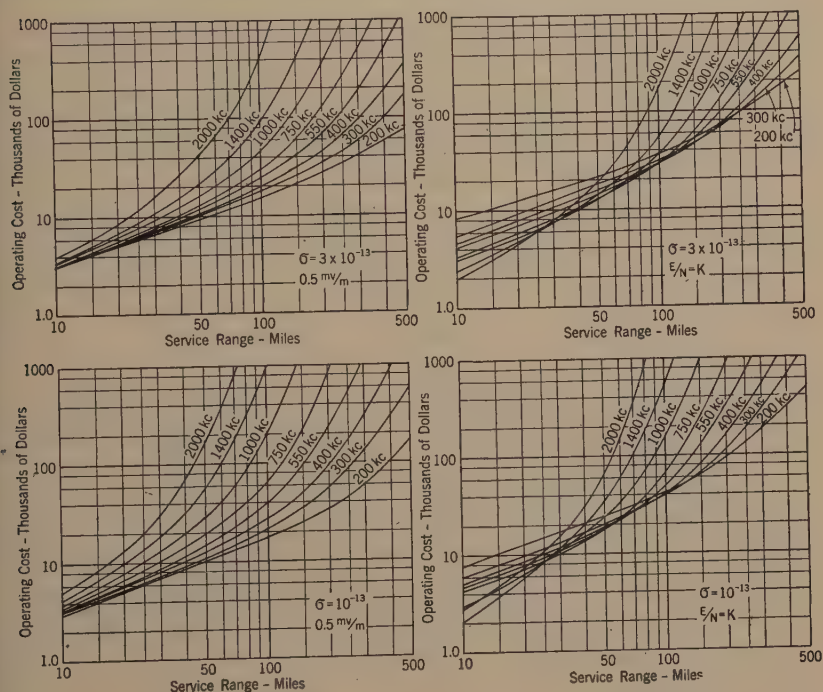 Operating Cost - Thousands of Dollars
1000
100
10
1.0
2000 kc
1400 kc
1000 kc
750 kc
550 kc
400 kc
300 kc
200 kc
σ = 3 x 10⁻¹³
0.5 mv/m
10
50
100
500
Service Range - Miles
Operating Cost - Thousands of Dollars
1000
100
10
1.0
2000 kc
1400 kc
1000 kc
750 kc
550 kc
400 kc
300 kc
200 kc
σ = 3 x 10⁻¹³
E/N = K
10
50
100
500
Service Range - Miles
Operating Cost - Thousands of Dollars
1000
100
10
1.0
2000 kc
1400 kc
1000 kc
750 kc
550 kc
400 kc
300 kc
200 kc
σ = 10⁻¹³
0.5 mv/m
10
50
100
500
Service Range - Miles
Operating Cost - Thousands of Dollars
1000
100
10
1.0
2000 kc
1400 kc
1000 kc
750 kc
550 kc
400 kc
300 kc
200 kc
σ = 10⁻¹³
E/N = K
10
50
100
500
Service Range - Miles